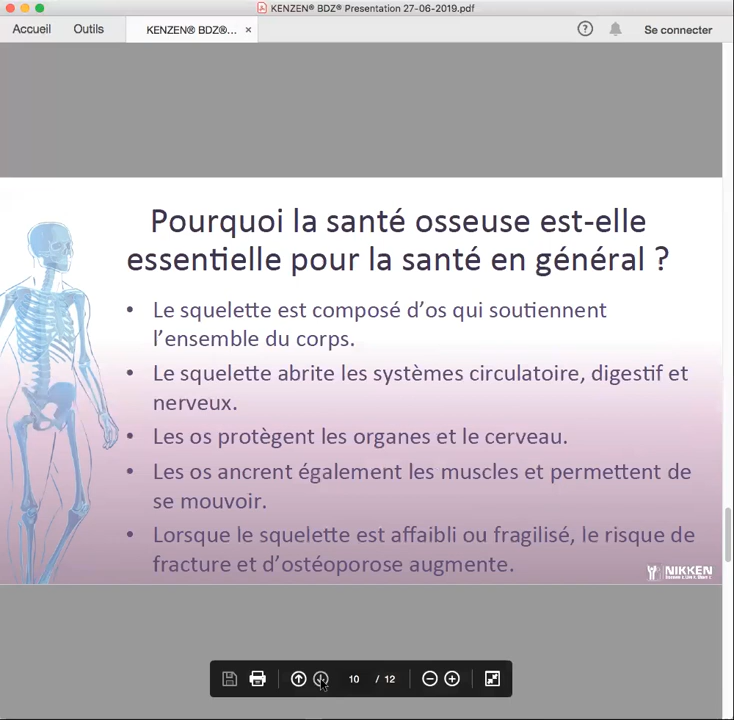 KENZEN® BDZ® Presentation 27-06-2019.pdf
Accueil Outils KENZEN® BDZ®... × ? Se connecter
Pourquoi la santé osseuse est-elle
essentielle pour la santé en général ?
• Le squelette est composé d’os qui soutiennent
l’ensemble du corps.
• Le squelette abrite les systèmes circulatoire, digestif et
nerveux.
• Les os protègent les organes et le cerveau.
• Les os ancrent également les muscles et permettent de
se mouvoir.
• Lorsque le squelette est affaibli ou fragilisé, le risque de
fracture et d’ostéoporose augmente.
NIKKEN
10 / 12